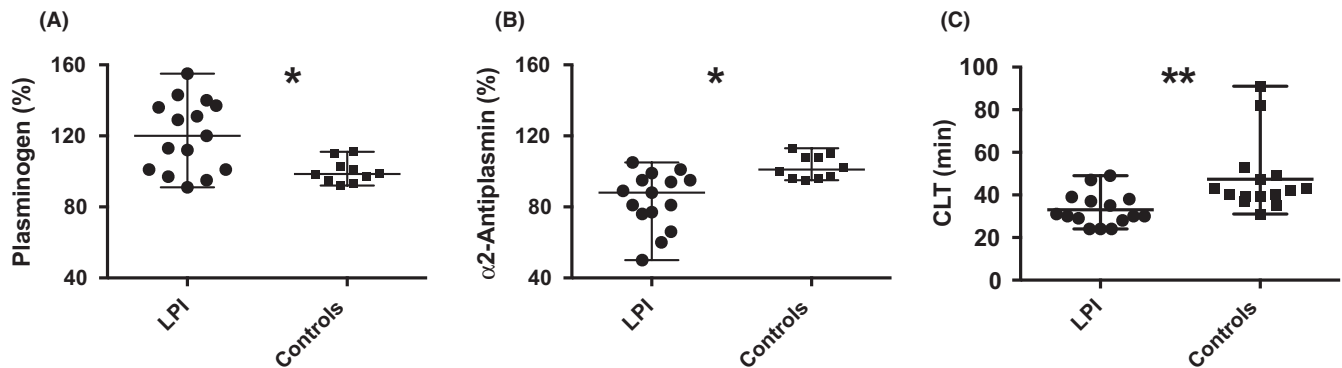 (A)
Plasminogen (%)
160
120
80
40
*
LPI
Controls
(B)
α2-Antiplasmin (%)
160
120
80
40
*
LPI
Controls
(C)
CLT (min)
100
80
60
40
20
0
**
LPI
Controls